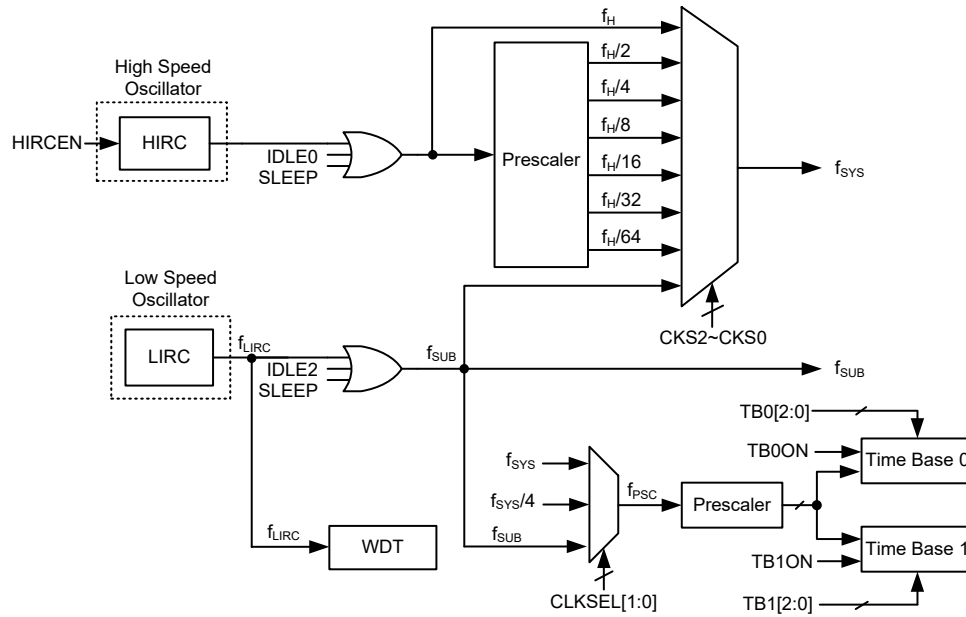 fH
High Speed
Oscillator
HIRCEN
HIRC
IDLE0
SLEEP
Prescaler
fH/2
fH/4
fH/8
fH/16
fH/32
fH/64
fSYS
CKS2~CKS0
Low Speed
Oscillator
LIRC
fLIRC
IDLE2
SLEEP
fSUB
fSUB
fLIRC
WDT
fSYS
fSYS/4
fSUB
CLKSEL[1:0]
fPSC
Prescaler
TB0[2:0]
TB0ON
Time Base 0
Time Base 1
TB1ON
TB1[2:0]